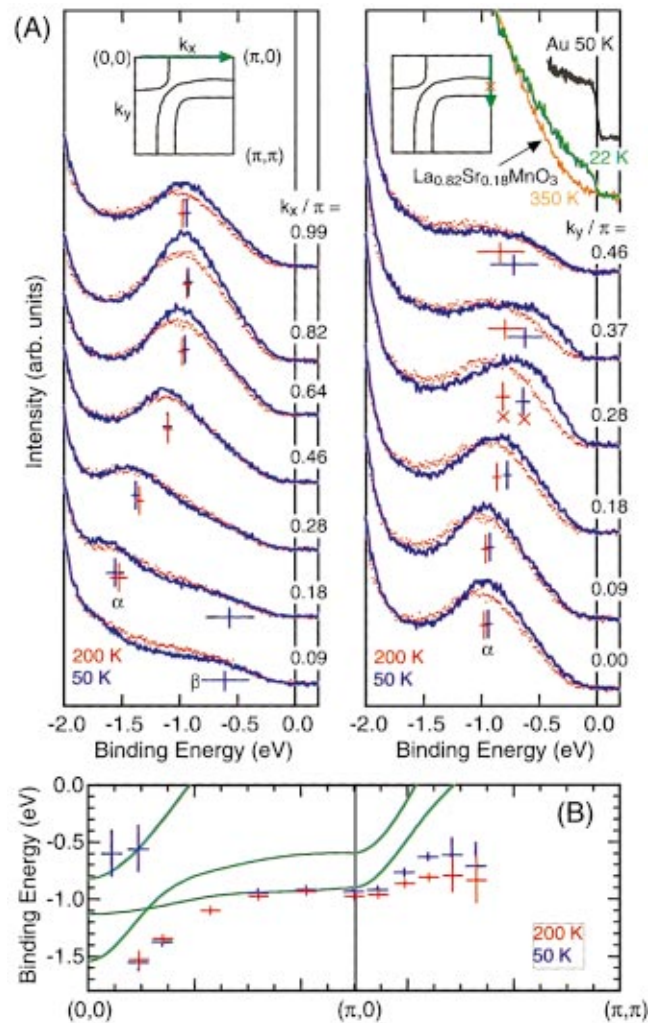 (A)
(0,0)
kx
(π,0)
ky
(π,π)
kx / π =
0.99
0.82
0.64
0.46
0.28
α
0.18
200 K
50 K
β
0.09
-2.0 -1.5 -1.0 -0.5 0.0
Binding Energy (eV)
Intensity (arb. units)
Au 50 K
22 K
La0.82Sr0.18MnO3
350 K
ky / π =
0.46
0.37
0.28
0.18
0.09
α
200 K
50 K
0.00
-2.0 -1.5 -1.0 -0.5 0.0
Binding Energy (eV)
(B)
0.0
-0.5
-1.0
-1.5
Binding Energy (eV)
200 K
50 K
(0,0) (π,0) (π,π)